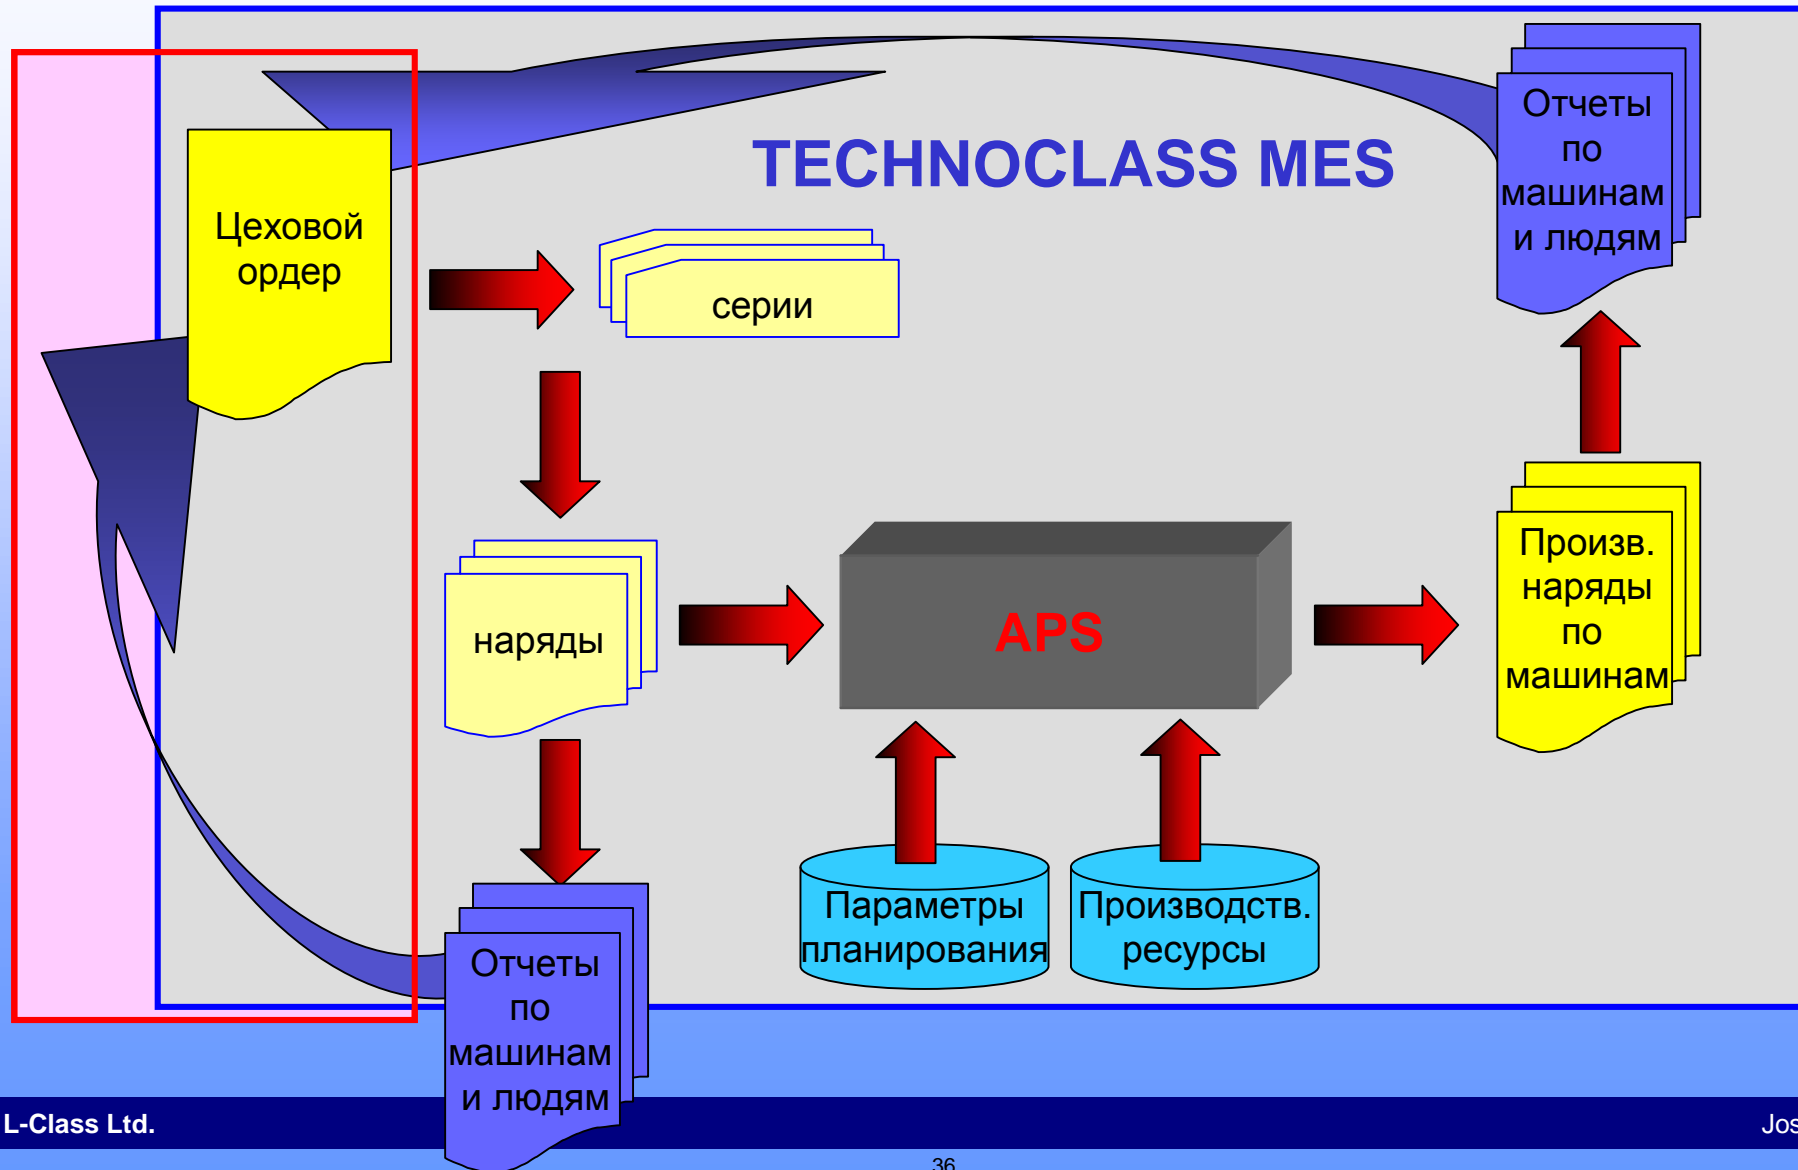 TECHNOCLASS MES
Цеховой
ордер
серии
Отчеты
по
машинам
и людям
наряды
APS
Произв.
наряды
по
машинам
Параметры
планирования
Производств.
ресурсы
Отчеты
по
машинам
и людям
L-Class Ltd.
Jos
36